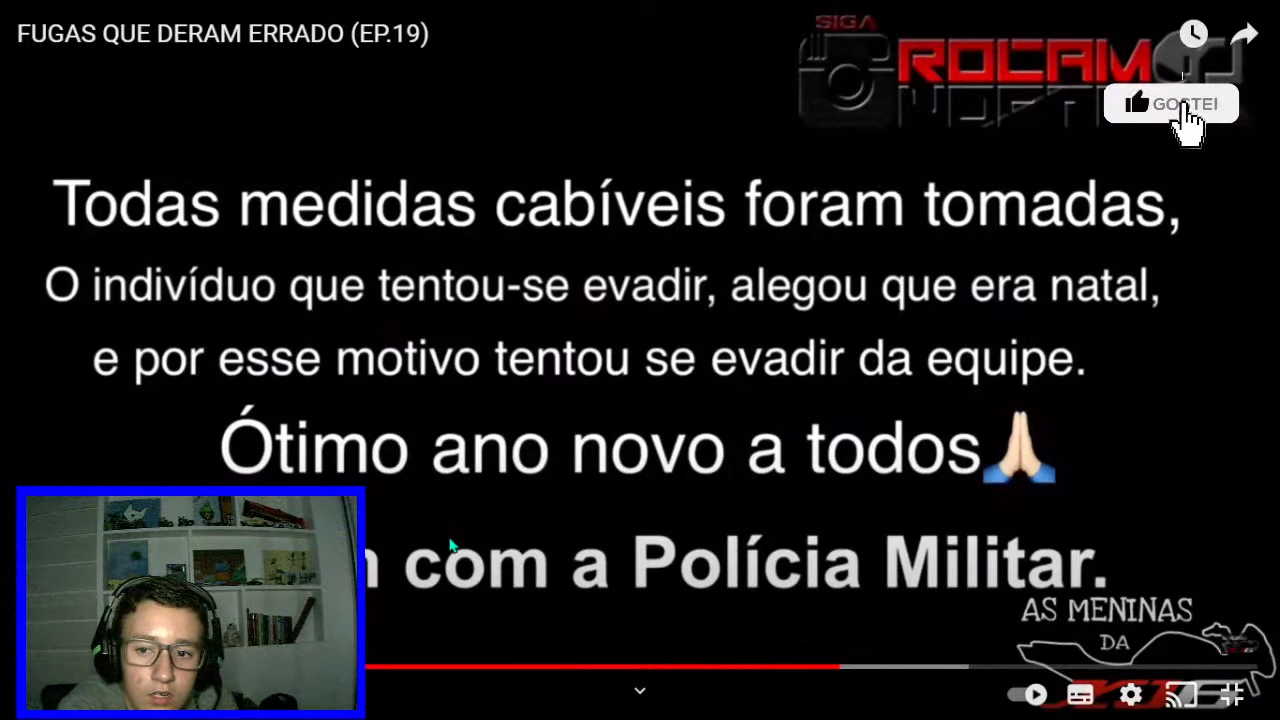 FUGAS QUE DERAM ERRADO (EP.19)
SIGA
ROCAM
GOSTEI
Todas medidas cabíveis foram tomadas,
O indivíduo que tentou-se evadir, alegou que era natal,
e por esse motivo tentou se evadir da equipe.
Ótimo ano novo a todos🙏🏻
com a Polícia Militar.
AS MENINAS
DA